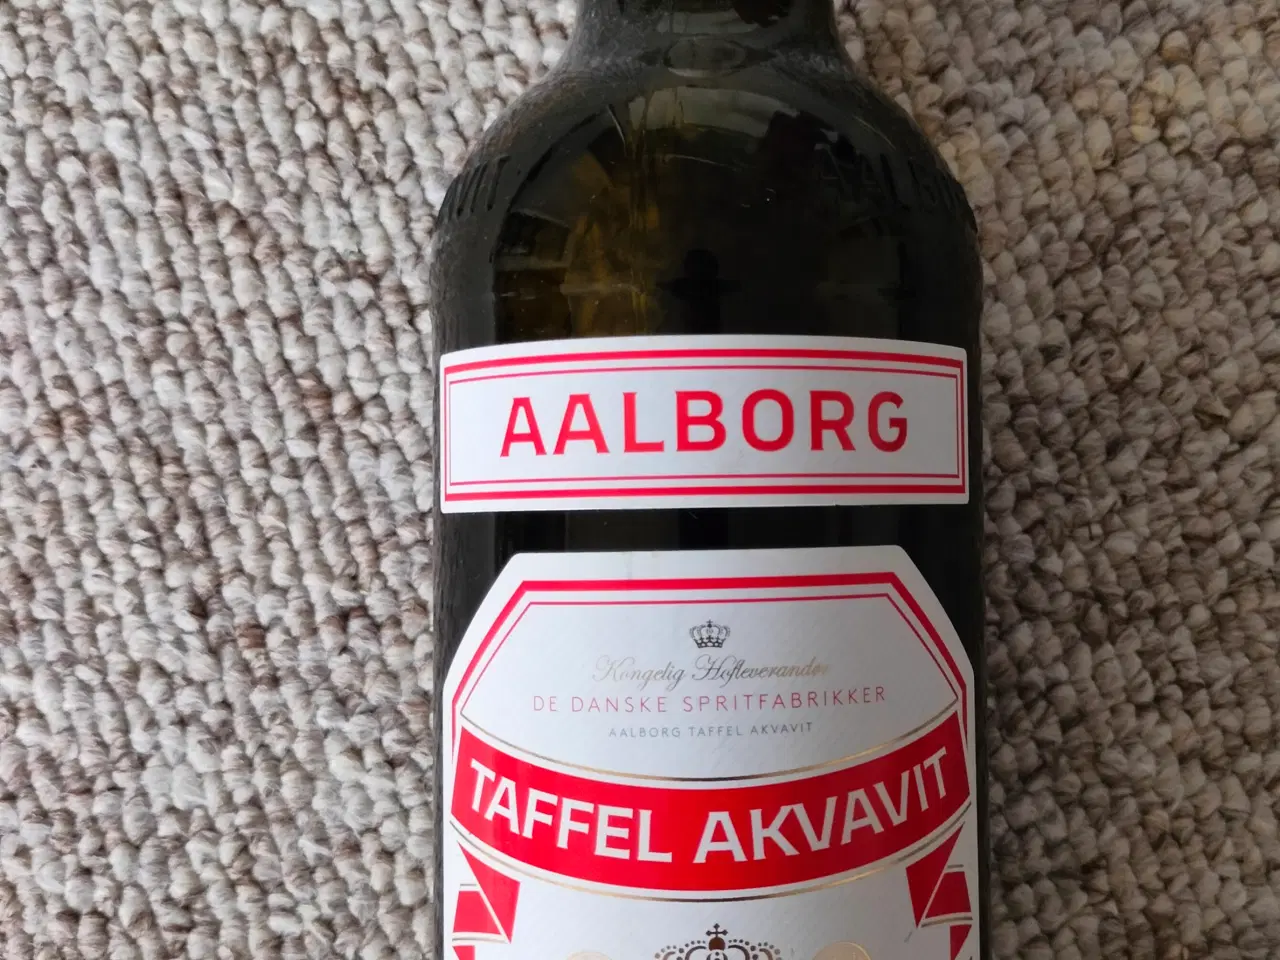 AALBORG
Kongelig Hofleverandør
DE DANSKE SPRITFABRIKKER
AALBORG TAFFEL AKVAVIT
TAFFEL AKVAVIT